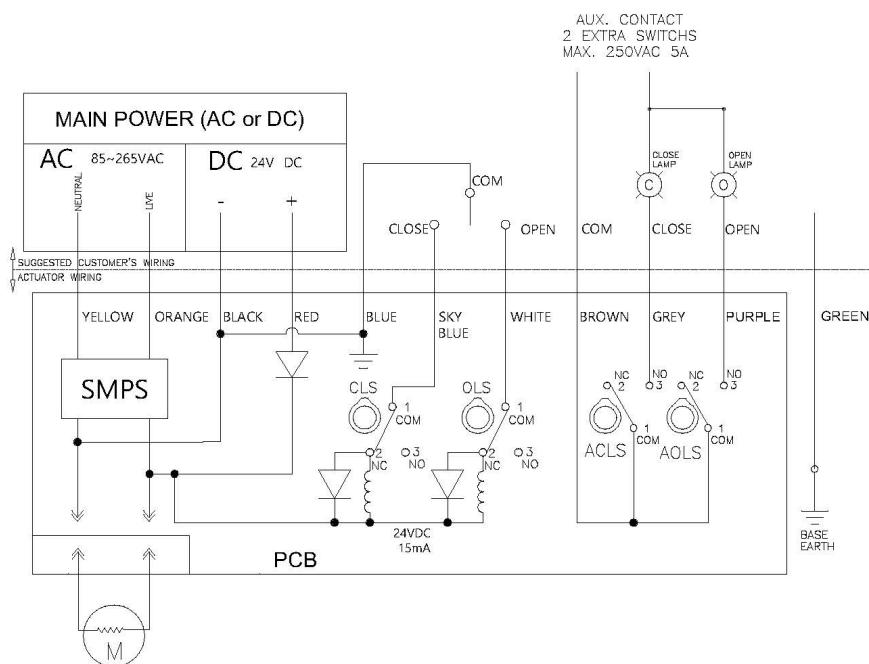 AUX. CONTACT
2 EXTRA SWITCHS
MAX. 250VAC 5A
MAIN POWER (AC or DC)
AC 85~265VAC
DC 24V DC
NEUTRAL
LIVE
-
+
COM
CLOSE
OPEN
COM
CLOSE
OPEN
CLOSE
LAMP
OPEN
LAMP
C
O
SUGGESTED CUSTOMER'S WIRING
ACTUATOR WIRING
YELLOW
ORANGE
BLACK
RED
BLUE
SKY
BLUE
WHITE
BROWN
GREY
PURPLE
GREEN
SMPS
CLS
1
COM
2
NC
3
NO
OLS
1
COM
2
NC
3
NO
NC
2
NO
3
1
COM
ACLS
NC
2
NO
3
1
COM
AOLS
24VDC
15mA
BASE
EARTH
PCB
M